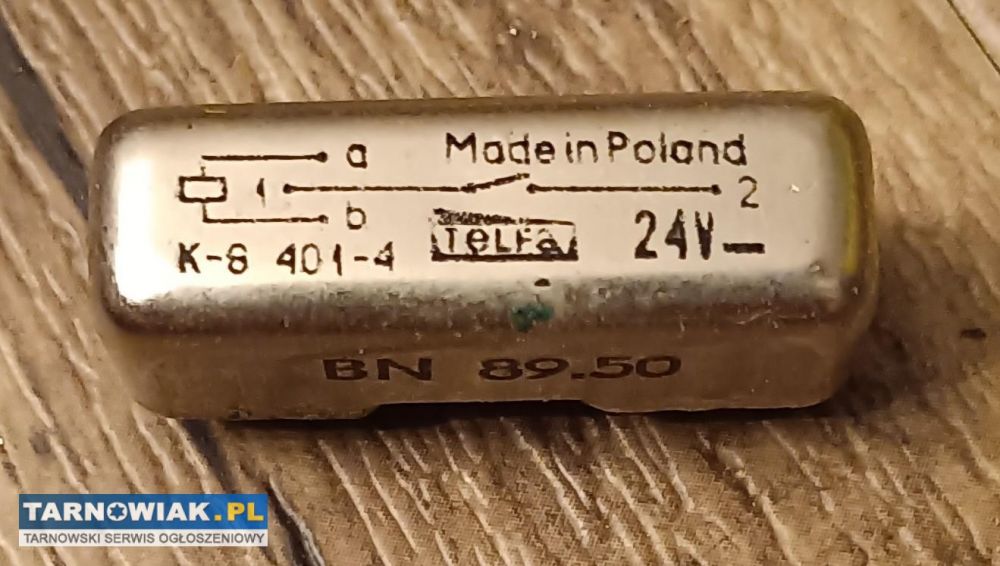 a Made in Poland
1 2
b
K-8 401-4 TELFA 24V
BN 89.50
TARNOWIAK.PL
TARNOWSKI SERWIS OGŁOSZENIOWY